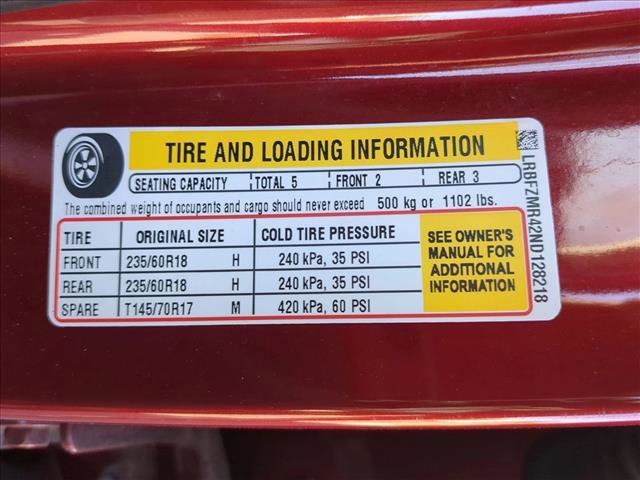 TIRE AND LOADING INFORMATION
SEATING CAPACITY TOTAL 5 FRONT 2 REAR 3
The combined weight of occupants and cargo should never exceed 500 kg or 1102 lbs.
TIRE ORIGINAL SIZE COLD TIRE PRESSURE
FRONT 235/60R18 H 240 kPa, 35 PSI
REAR 235/60R18 H 240 kPa, 35 PSI
SPARE T145/70R17 M 420 kPa, 60 PSI
SEE OWNER'S
MANUAL FOR
ADDITIONAL
INFORMATION
LRBFZMR42ND128218